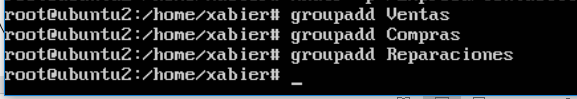 root@ubuntu2:/home/xabier# groupadd Ventas
root@ubuntu2:/home/xabier# groupadd Compras
root@ubuntu2:/home/xabier# groupadd Reparaciones
root@ubuntu2:/home/xabier# _